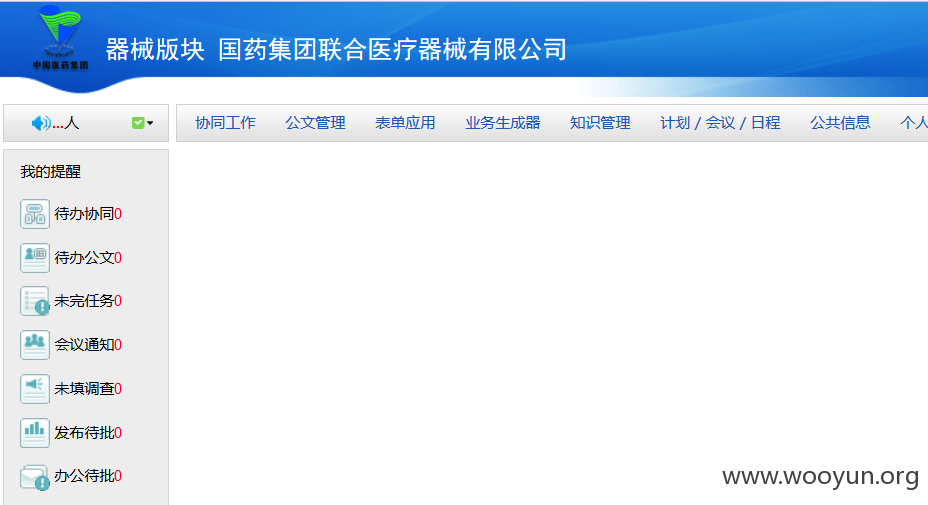 器械版块 国药集团联合医疗器械有限公司
中国医药集团
...人
协同工作 公文管理 表单应用 业务生成器 知识管理 计划 / 会议 / 日程 公共信息 个人
我的提醒
待办协同0
待办公文0
未完任务0
会议通知0
未填调查0
发布待批0
办公待批0
www.wooyun.org